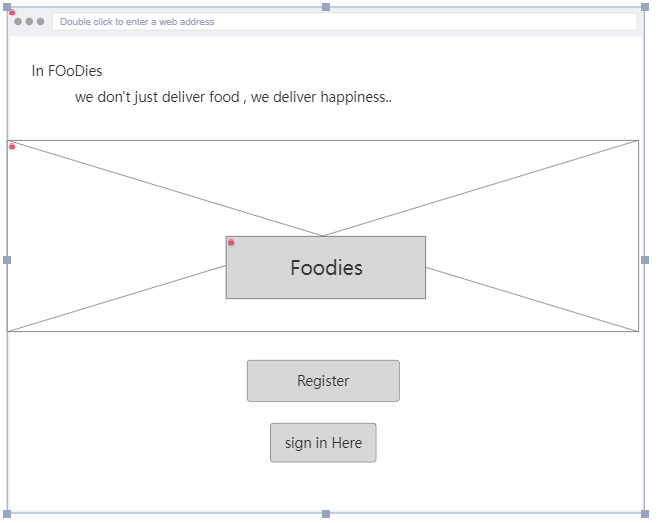 Double click to enter a web address
In FOoDies
we don't just deliver food , we deliver happiness..
Foodies
Register
sign in Here